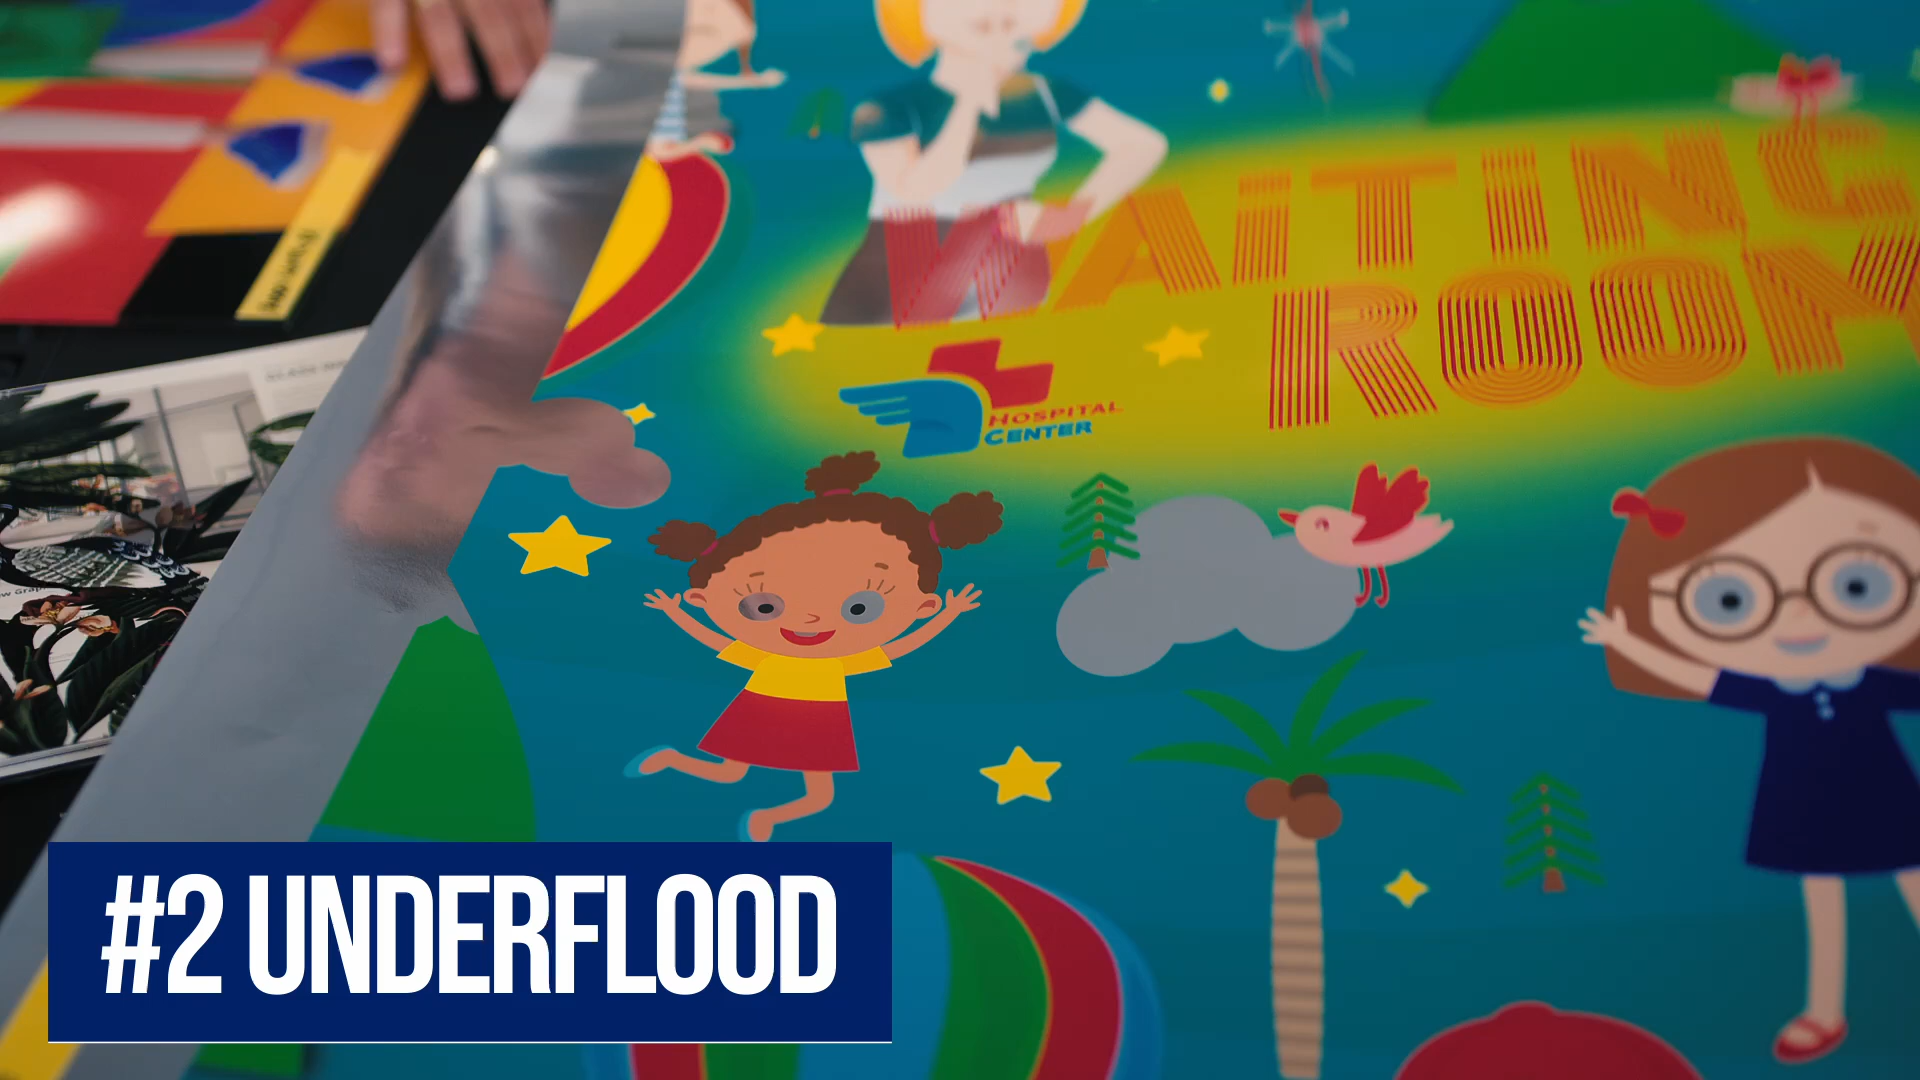 WAITING
ROOM
HOSPITAL
CENTER
#2 UNDERFLOOD